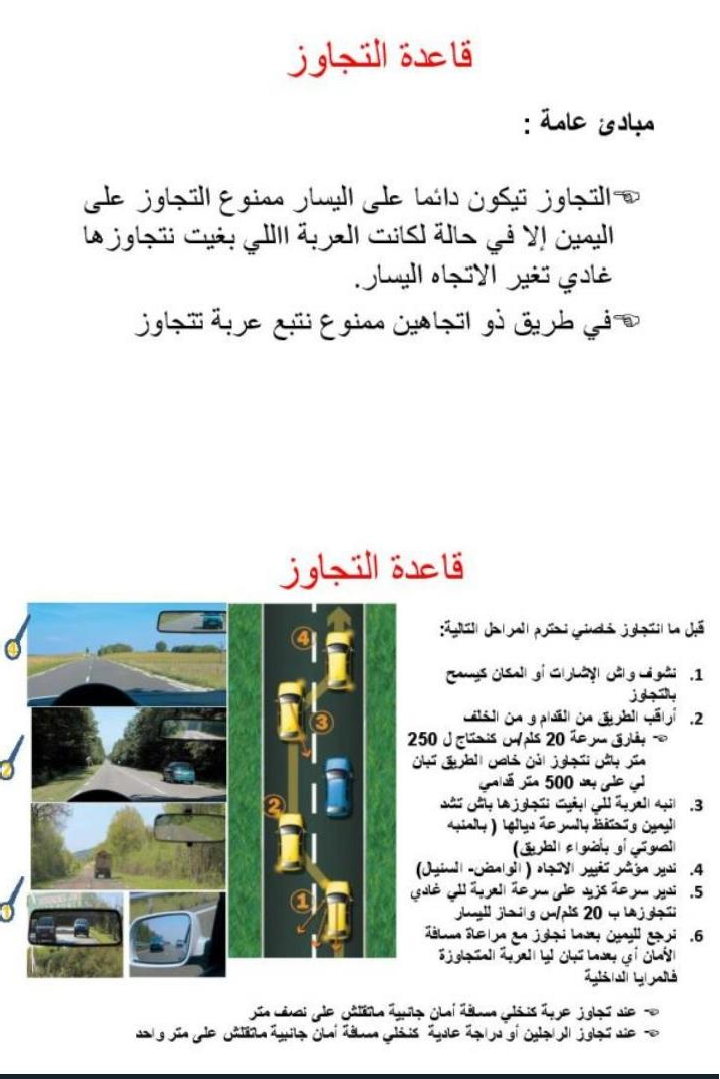 قاعدة التجاوز
مبادئ عامة :
☜التجاوز تيكون دائما على اليسار ممنوع التجاوز على
اليمين إلا في حالة لكانت العربة االلي بغيت نتجاوزها
غادي تغير الاتجاه اليسار.
☜في طريق ذو اتجاهين ممنوع نتبع عربة تتجاوز
قاعدة التجاوز
قبل ما انتجاوز خاصني نحترم المراحل التالية:
1. نشوف واش الإشارات أو المكان كيسمح
بالتجاوز
2. أراقب الطريق من القدام و من الخلف
☜ بفارق سرعة 20 كلم/س كنحتاج ل 250
متر باش نتجاوز اذن خاص الطريق تبان
لي على بعد 500 متر قدامي
3. انبه العربة للي ابغيت نتجاوزها باش تشد
اليمين وتحتفظ بالسرعة ديالها ( بالمنبه
الصوتي أو بأضواء الطريق)
4. ندير مؤشر تغيير الاتجاه ( الوامض- السنيال)
5. ندير سرعة كزيد على سرعة العربة للي غادي
نتجاوزها ب 20 كلم/س وانحاز لليسار
6. نرجع لليمين بعدما نجاوز مع مراعاة مسافة
الأمان أي بعدما تبان ليا العربة المتجاوزة
فالمرايا الداخلية
☜ عند تجاوز عربة كنخلي مسافة أمان جانبية ماتقلش على نصف متر
☜ عند تجاوز الراجلين أو دراجة عادية كنخلي مسافة أمان جانبية ماتقلش على متر واحد
4
3
2
1